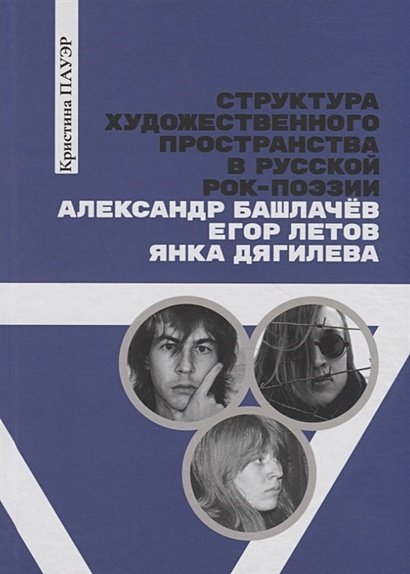 Кристина ПАУЭР
СТРУКТУРА
ХУДОЖЕСТВЕННОГО
ПРОСТРАНСТВА
В РУССКОЙ
РОК-ПОЭЗИИ
АЛЕКСАНДР БАШЛАЧЁВ
ЕГОР ЛЕТОВ
ЯНКА ДЯГИЛЕВА